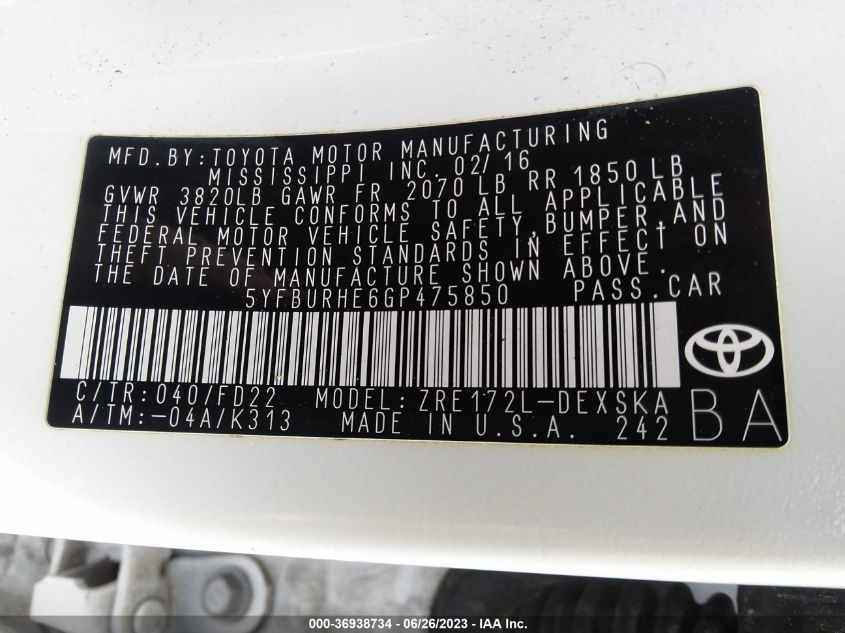 MFD.BY:TOYOTA MOTOR MANUFACTURING
MISSISSIPPI INC. 02/16
GVWR 3820LB GAWR FR 2070 LB RR 1850 LB
THIS VEHICLE CONFORMS TO ALL APPLICABLE
FEDERAL MOTOR VEHICLE SAFETY,BUMPER,AND
THEFT PREVENTION STANDARDS IN EFFECT ON
THE DATE OF MANUFACTURE SHOWN ABOVE.
5YFBURHE6GP475850 PASS.CAR
C/TR:040/FD22 MODEL:ZRE172L-DEXSKA
A/TM:-04A/K313 MADE IN U.S.A. 242 BA
000-36938734 - 06/26/2023 - IAA Inc.